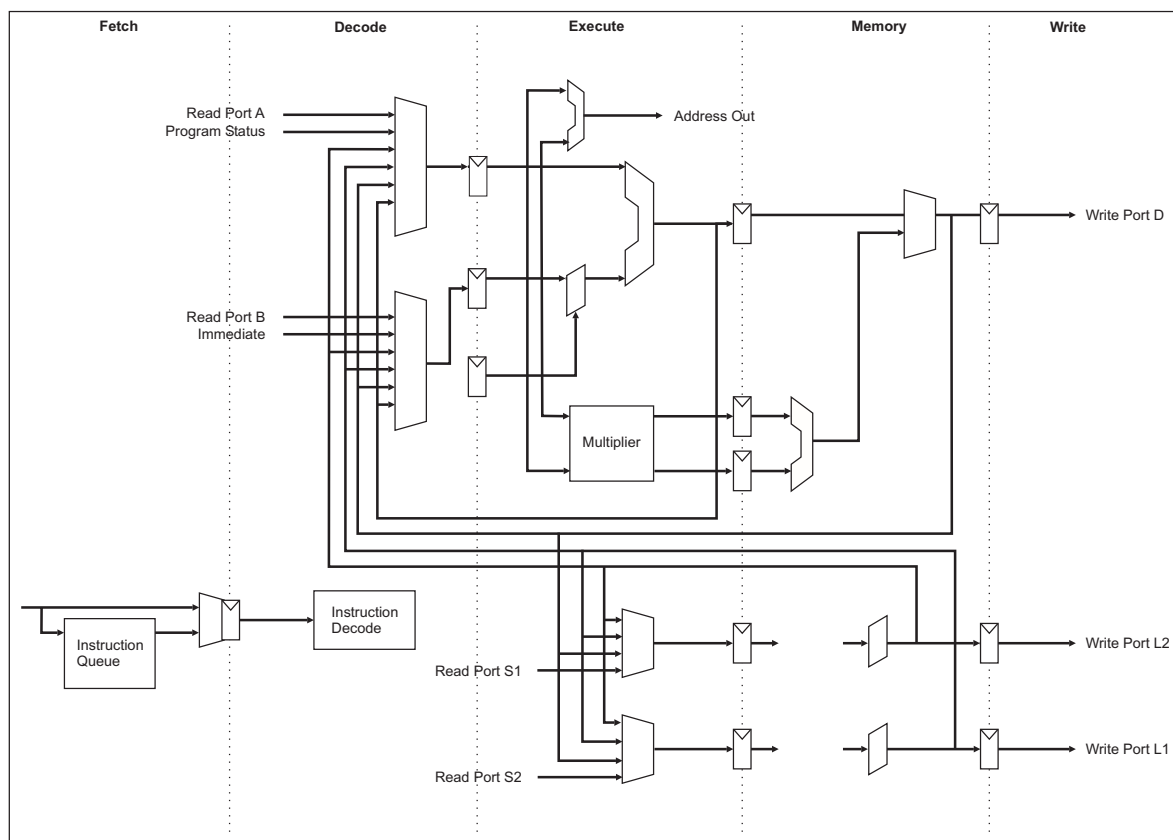 Fetch
Decode
Execute
Memory
Write
Read Port A
Program Status
Address Out
Write Port D
Read Port B
Immediate
Multiplier
Instruction
Queue
Instruction
Decode
Read Port S1
Write Port L2
Read Port S2
Write Port L1